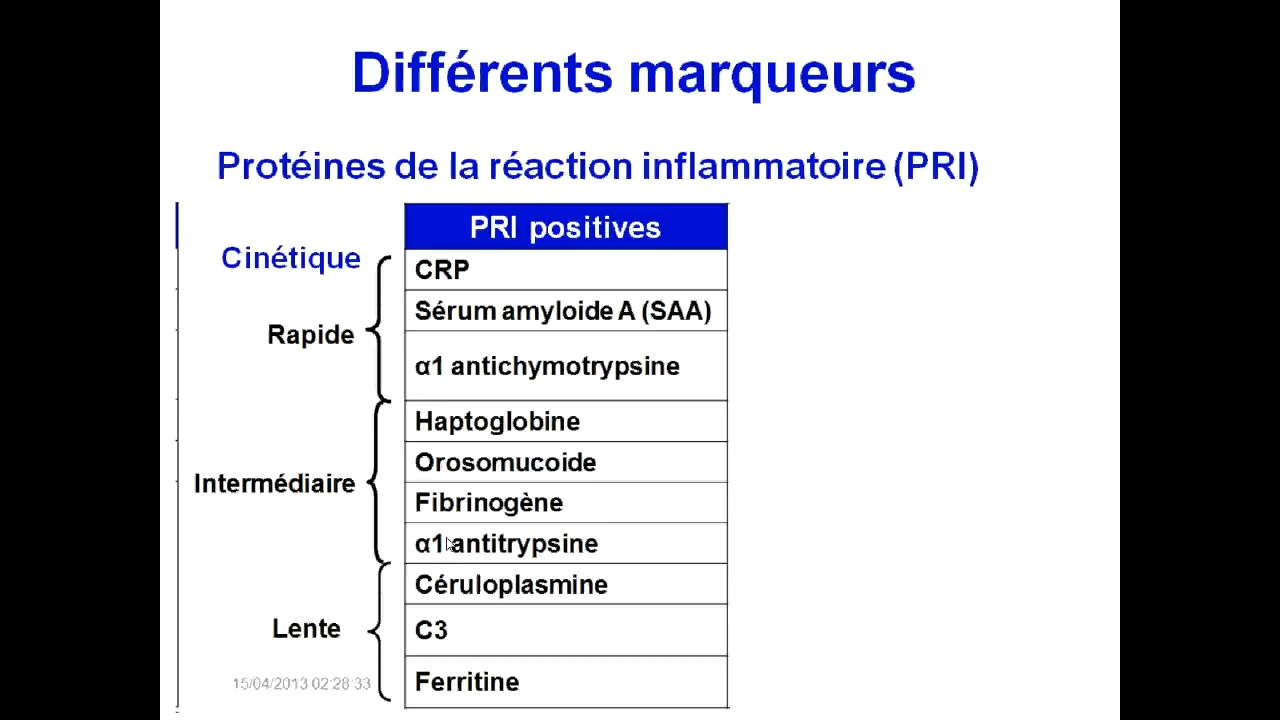 Différents marqueurs
Protéines de la réaction inflammatoire (PRI)
PRI positives
Cinétique
CRP
Sérum amyloide A (SAA)
Rapide
α1 antichymotrypsine
Haptoglobine
Orosomucoide
Intermédiaire
Fibrinogène
α1 antitrypsine
Céruloplasmine
Lente
C3
Ferritine
15/04/2013 02:28:33